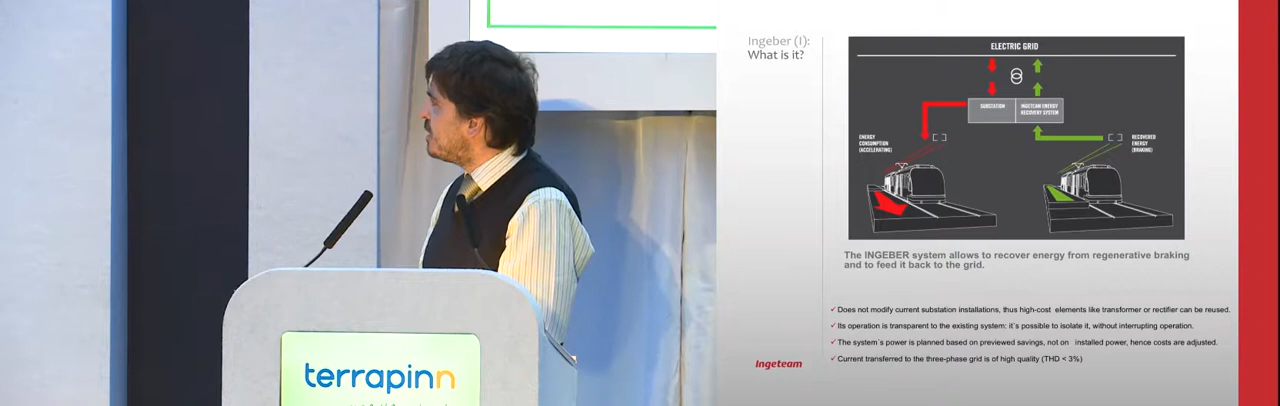 terrapinn
Ingeber (I):
What is it?
ELECTRIC GRID
SUBSTATION
INGETEAM ENERGY
RECOVERY SYSTEM
ENERGY
CONSUMPTION
(ACCELERATING)
RECOVERED
ENERGY
(BRAKING)
The INGEBER system allows to recover energy from regenerative braking
and to feed it back to the grid.
✓ Does not modify current substation installations, thus high-cost elements like transformer or rectifier can be reused.
✓ Its operation is transparent to the existing system: it´s possible to isolate it, without interrupting operation.
✓ The system´s power is planned based on previewed savings, not on installed power, hence costs are adjusted.
✓ Current transferred to the three-phase grid is of high quality (THD < 3%)
Ingeteam